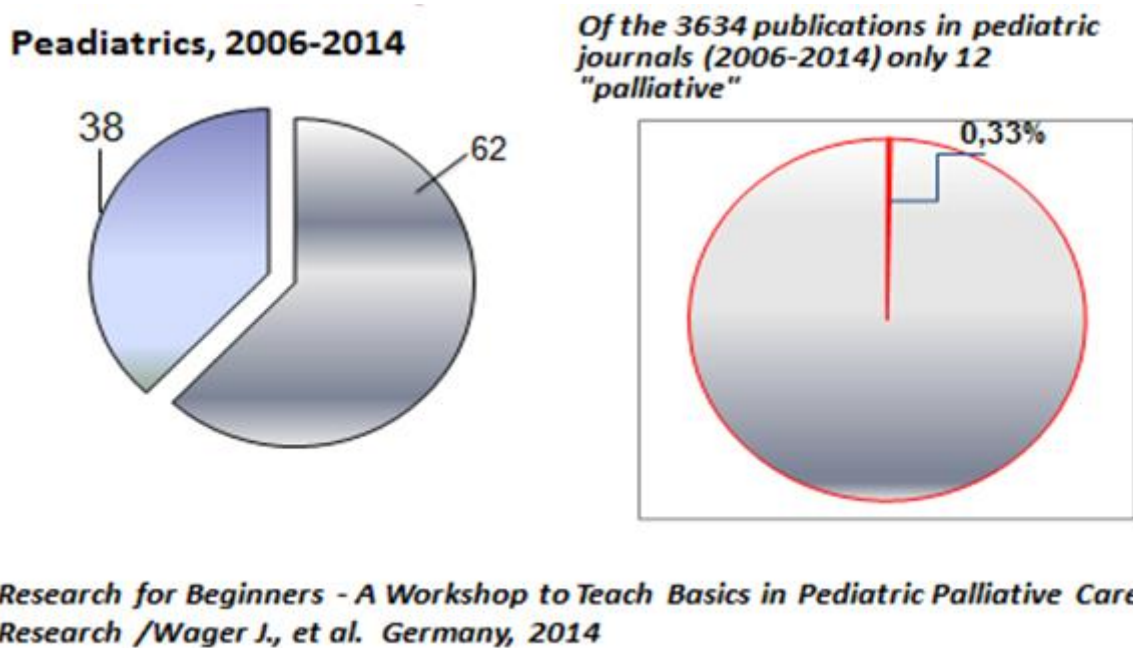 Peadiatrics, 2006-2014
38
62
Of the 3634 publications in pediatric
journals (2006-2014) only 12
"palliative"
0,33%
Research for Beginners - A Workshop to Teach Basics in Pediatric Palliative Care
Research /Wager J., et al. Germany, 2014